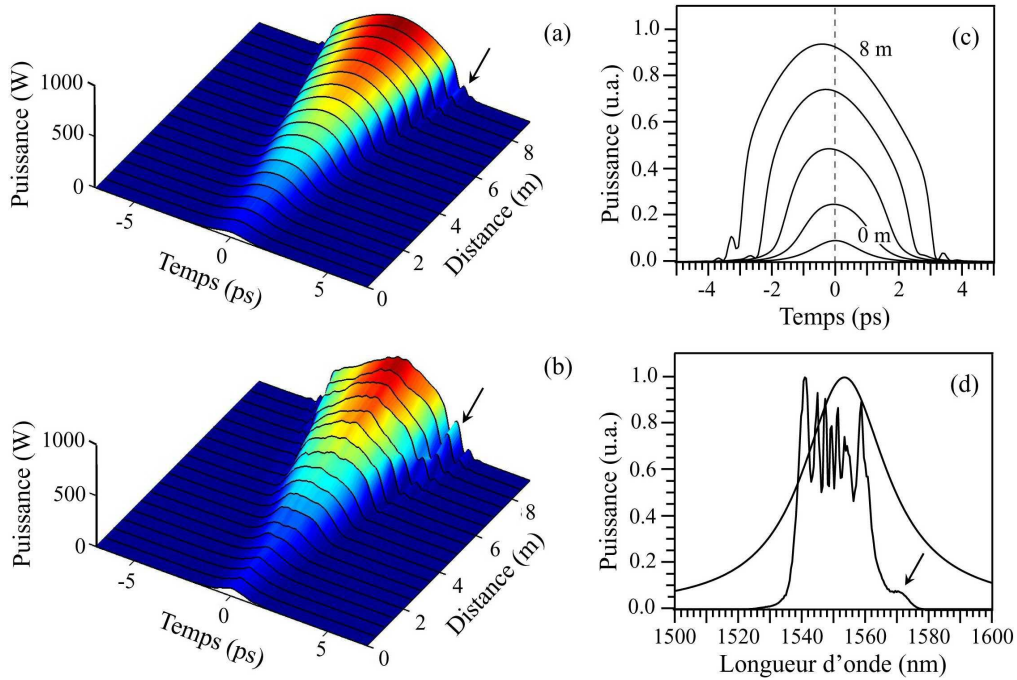 (a)
Puissance (W)
1000
500
0
-5
0
5
Temps (ps)
0
2
4
6
8
Distance (m)
(c)
Puissance (u.a.)
1.0
0.8
0.6
0.4
0.2
0.0
8 m
0 m
-4
-2
0
2
4
Temps (ps)
(b)
Puissance (W)
1000
500
0
-5
0
5
Temps (ps)
0
2
4
6
8
Distance (m)
(d)
Puissance (u.a.)
1.0
0.8
0.6
0.4
0.2
0.0
1500
1520
1540
1560
1580
1600
Longueur d’onde (nm)